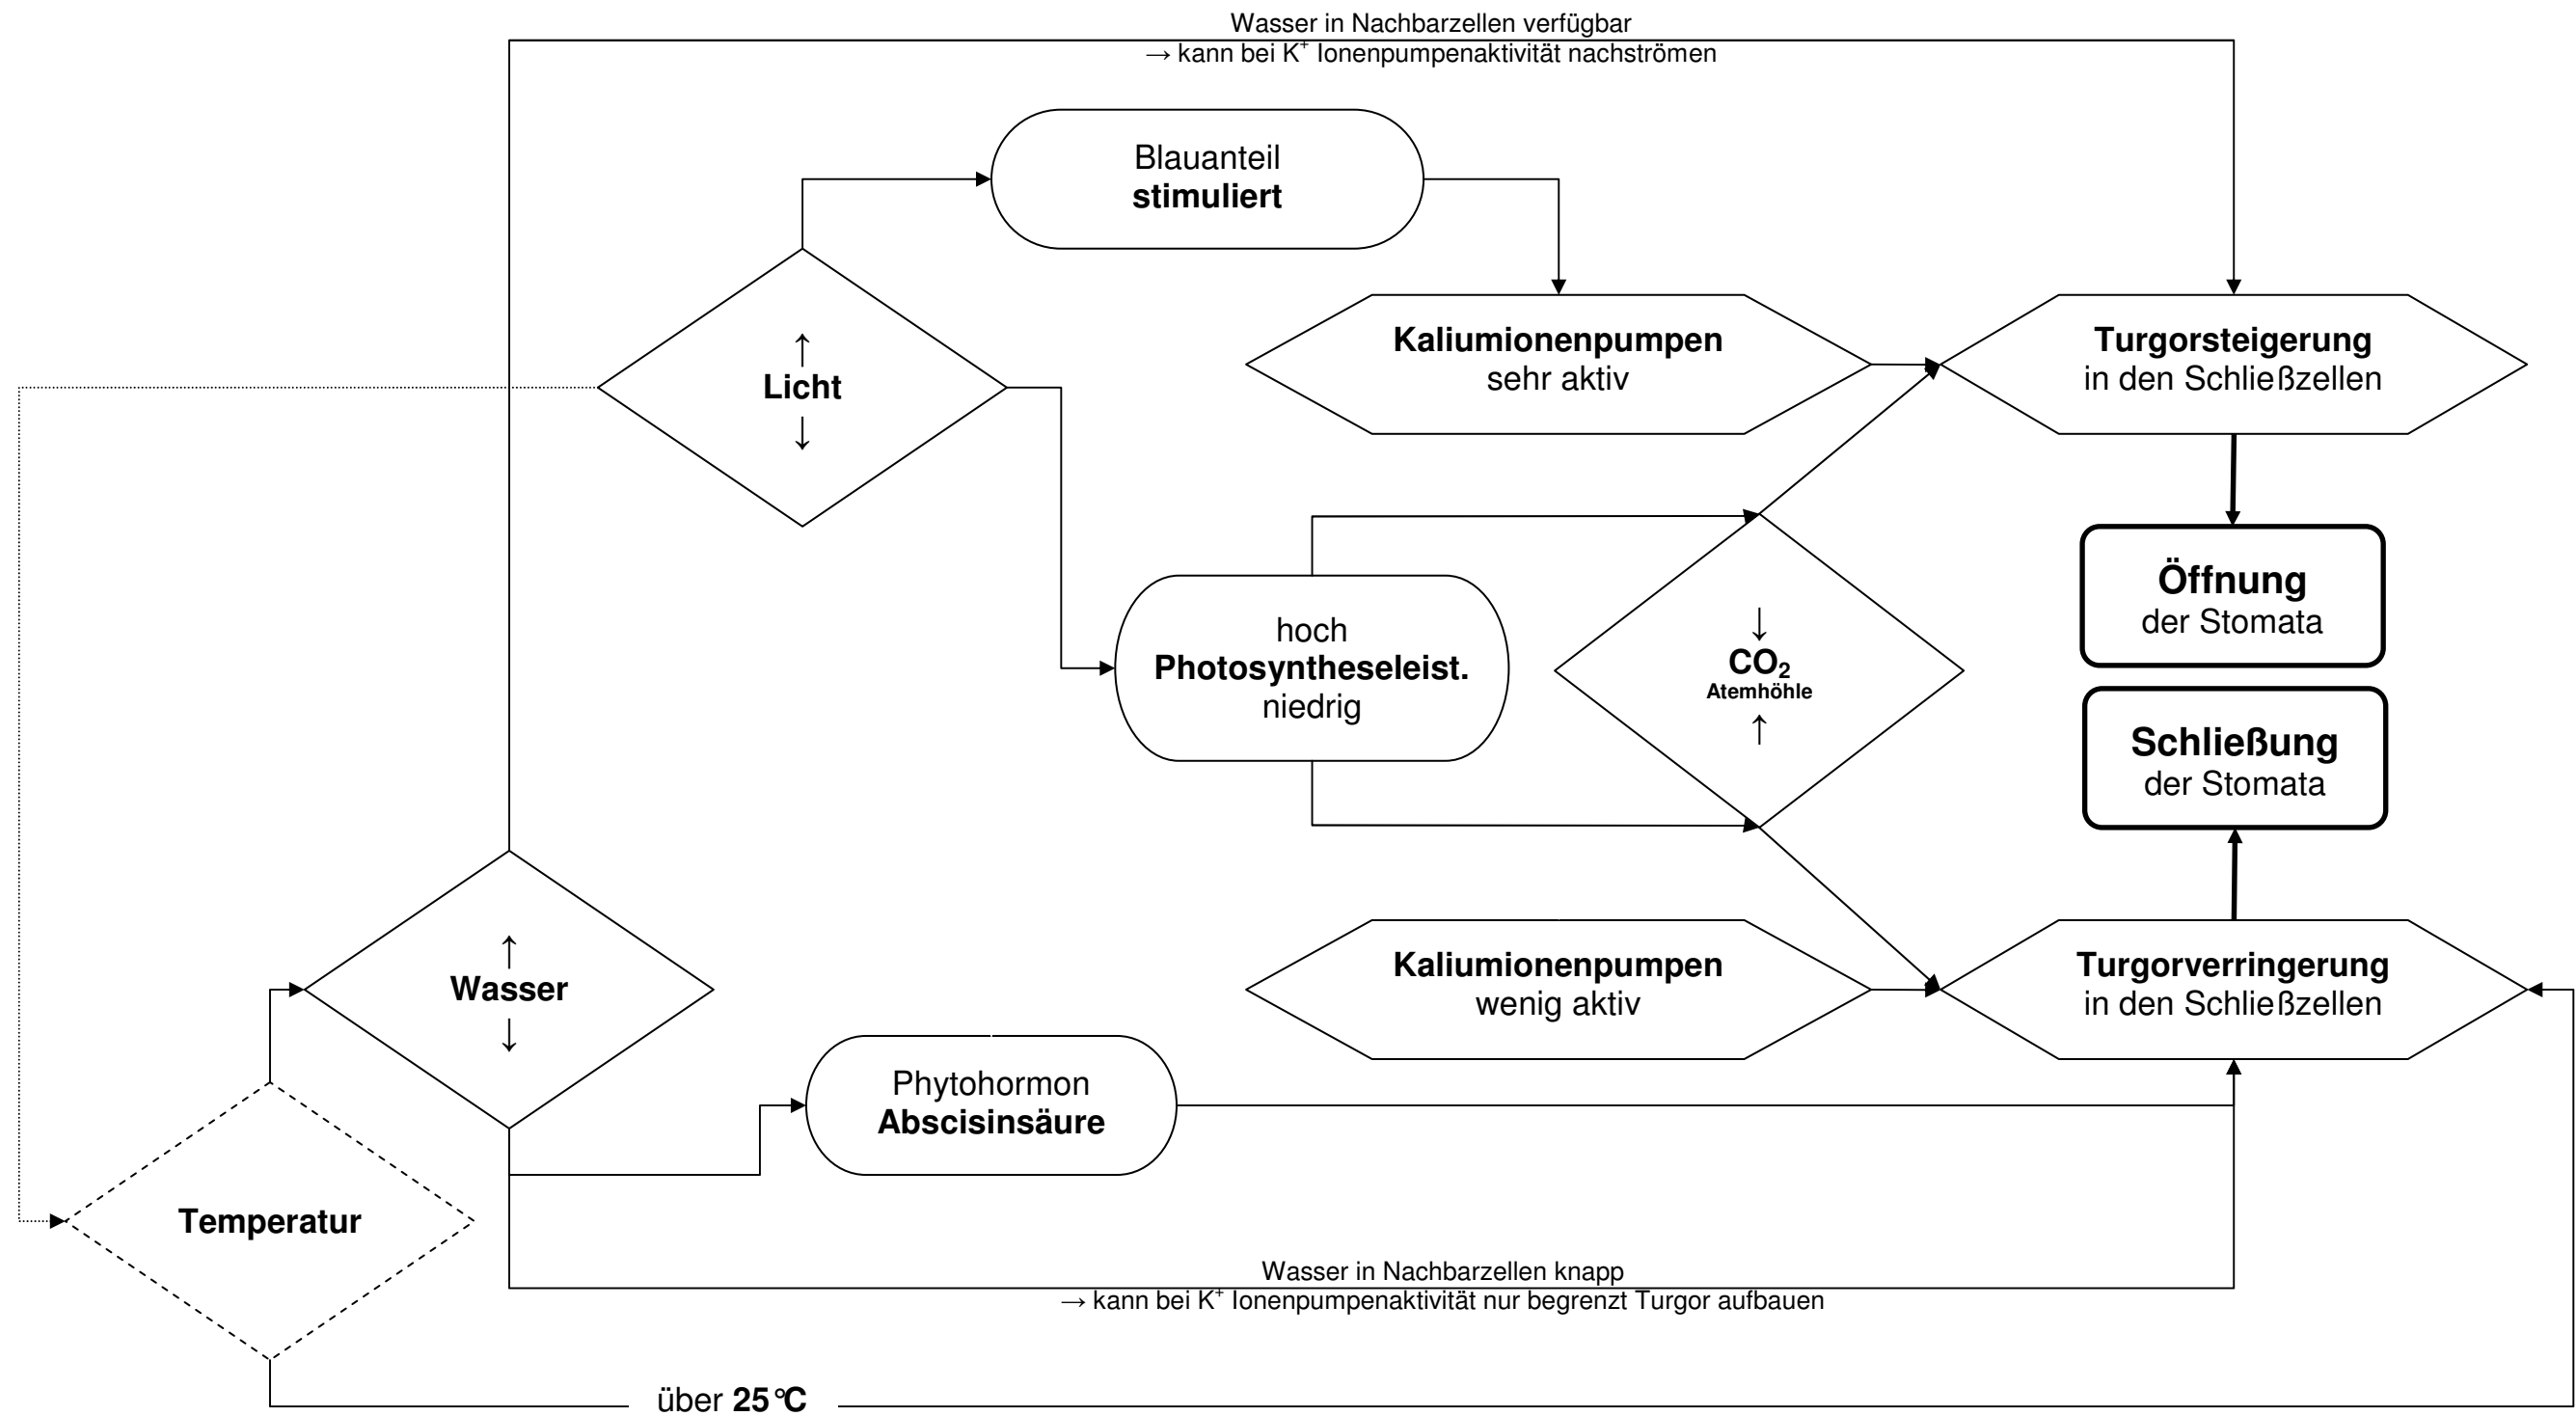 Wasser in Nachbarzellen verfügbar
→ kann bei K⁺ Ionenpumpenaktivität nachströmen
Blauanteil
stimuliert
↑
Licht
↓
Kaliumionenpumpen
sehr aktiv
Turgorsteigerung
in den Schließzellen
Öffnung
der Stomata
hoch
Photosyntheseleist.
niedrig
↓
CO₂
Atemhöhle
↑
Schließung
der Stomata
↑
Wasser
↓
Kaliumionenpumpen
wenig aktiv
Turgorverringerung
in den Schließzellen
Phytohormon
Abscisinsäure
Temperatur
Wasser in Nachbarzellen knapp
→ kann bei K⁺ Ionenpumpenaktivität nur begrenzt Turgor aufbauen
über 25°C